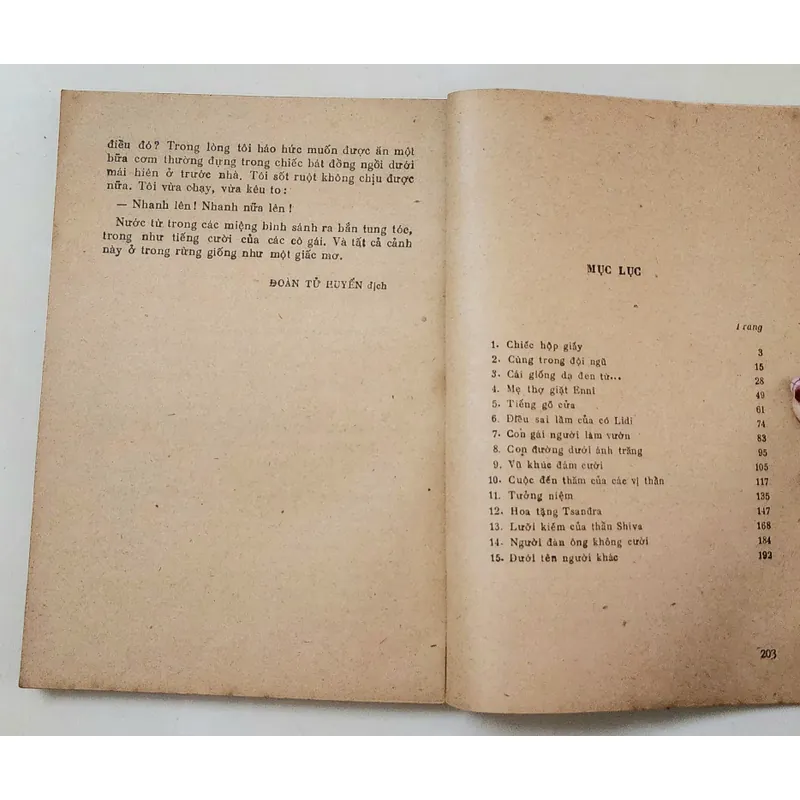 điều đó? Trong lòng tôi háo hức muốn được ăn một
bữa cơm thường đựng trong chiếc bát đồng ngồi dưới
mái hiên ở trước nhà. Tôi sốt ruột không chịu được
nữa. Tôi vừa chạy, vừa kêu to:
— Nhanh lên! Nhanh nữa lên!
Nước từ trong các miệng bình sánh ra bắn tung tóe,
trong như tiếng cười của các cô gái. Và tất cả cảnh
này ở trong rừng giống như một giấc mơ.
ĐOÀN TỬ HUYẾN dịch
MỤC LỤC
Trang
1. Chiếc hộp giấy 3
2. Cùng trong đội ngũ 15
3. Cái giống dạ đen từ... 28
4. Mẹ thợ giặt Enni 49
5. Tiếng gõ cửa 61
6. Điều sai lầm của cô Liđi 74
7. Con gái người làm vườn 83
8. Con đường dưới ánh trăng 95
9. Vũ khúc đám cưới 105
10. Cuộc đến thăm của các vị thần 117
11. Tưởng niệm 135
12. Hoa tặng Tsandra 147
13. Lưỡi kiếm của thần Shiva 168
14. Người đàn ông không cười 184
15. Dưới tên người khác 193
203